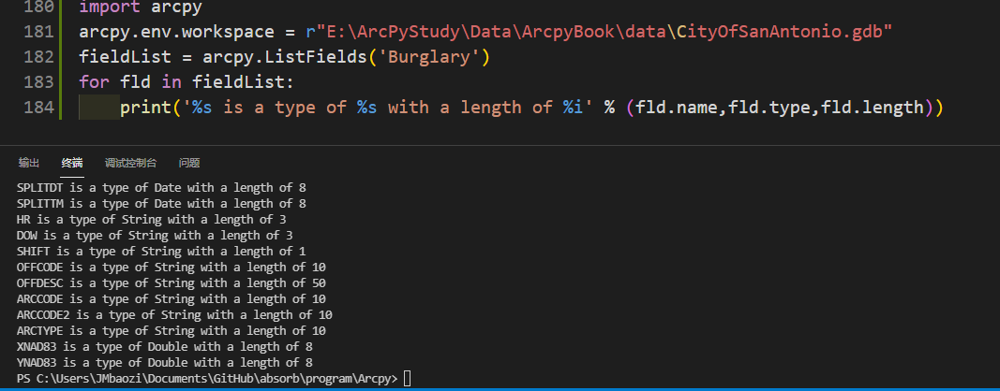 180 import arcpy
181 arcpy.env.workspace = r"E:\ArcPyStudy\Data\ArcpyBook\data\CityOfSanAntonio.gdb"
182 fieldList = arcpy.ListFields('Burglary')
183 for fld in fieldList:
184 print('%s is a type of %s with a length of %i' % (fld.name,fld.type,fld.length))
输出 终端 调试控制台 问题
SPLITDT is a type of Date with a length of 8
SPLITTM is a type of Date with a length of 8
HR is a type of String with a length of 3
DOW is a type of String with a length of 3
SHIFT is a type of String with a length of 1
OFFCODE is a type of String with a length of 10
OFFDESC is a type of String with a length of 50
ARCCODE is a type of String with a length of 10
ARCCODE2 is a type of String with a length of 10
ARCTYPE is a type of String with a length of 10
XNAD83 is a type of Double with a length of 8
YNAD83 is a type of Double with a length of 8
PS C:\Users\JMbaozi\Documents\GitHub\absorb\program\Arcpy>